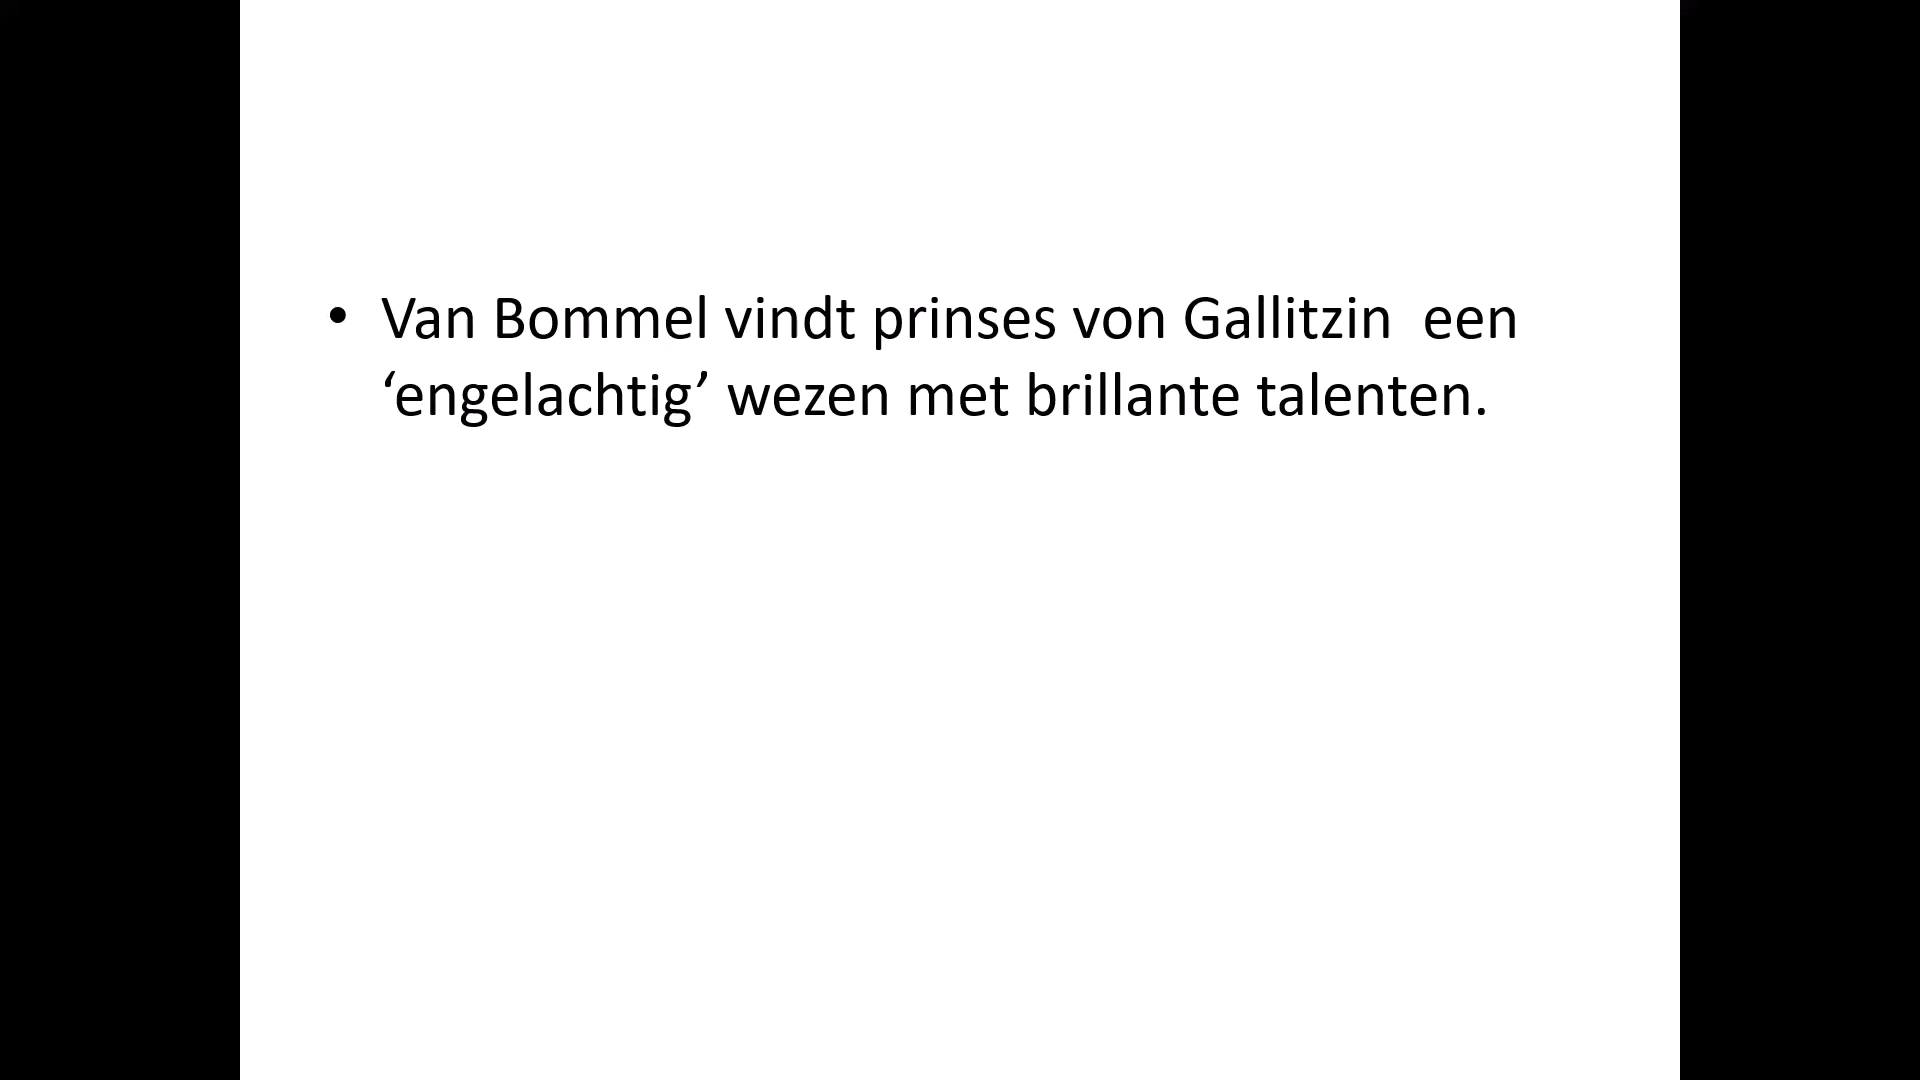 • Van Bommel vindt prinses von Gallitzin  een
‘engelachtig’ wezen met brillante talenten.